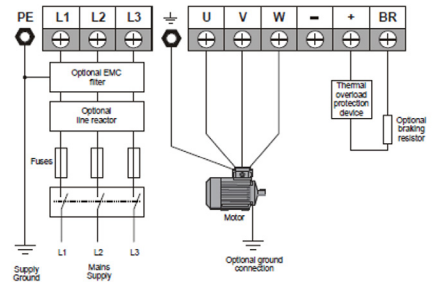 PE L1 L2 L3 U V W - + BR
Optional EMC
filter
Optional
line reactor
Fuses
L1 L2 L3
Supply
Ground
Mains
Supply
Motor
Optional ground
connection
Thermal
overload
protection
device
Optional
braking
resistor